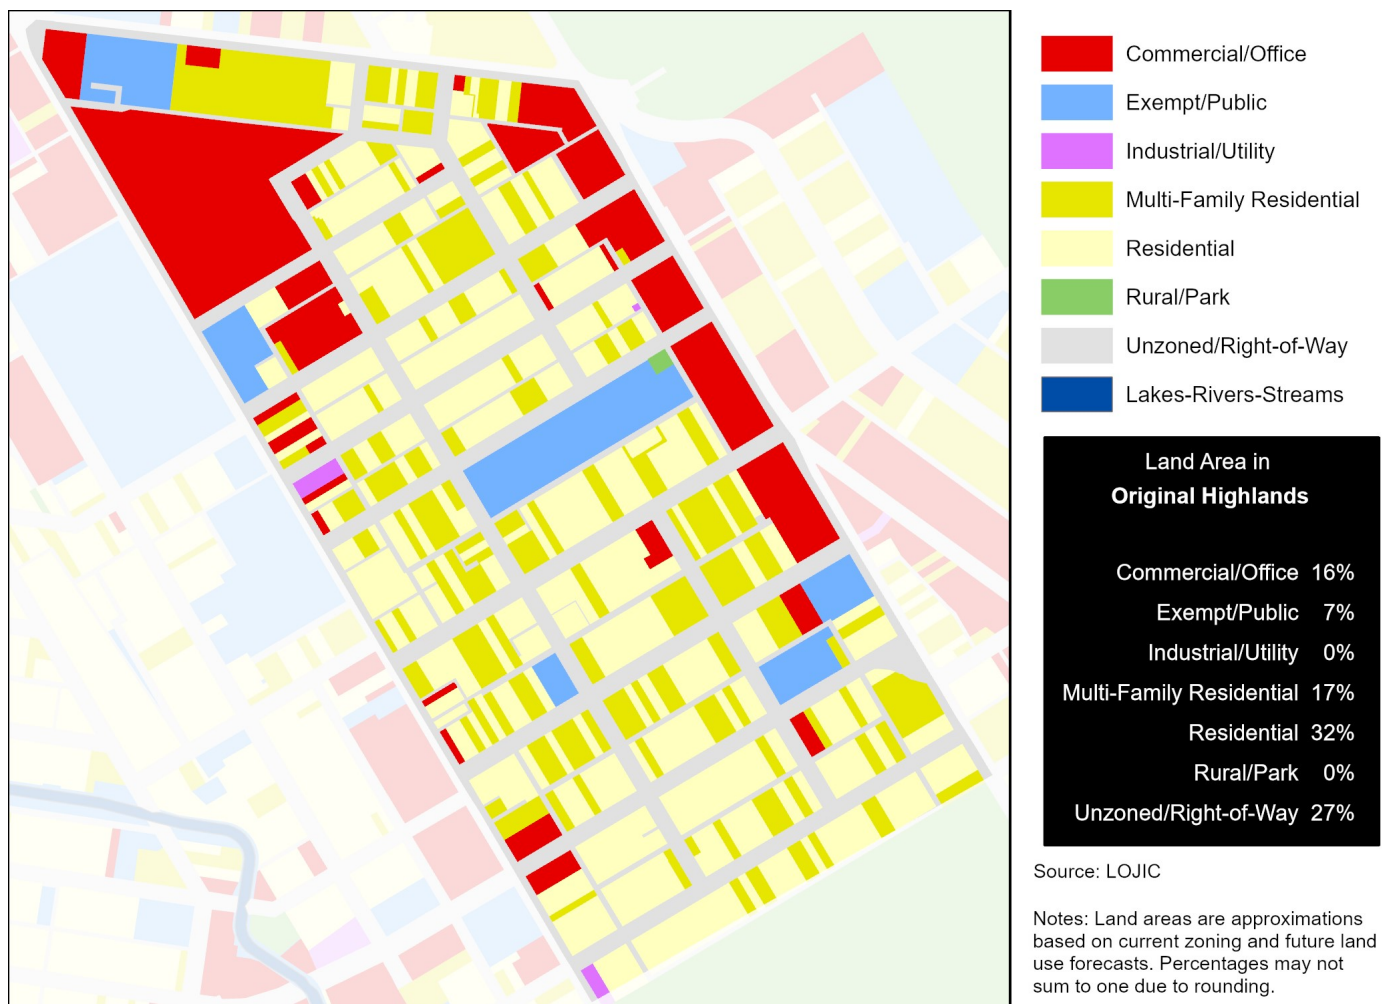 Commercial/Office
Exempt/Public
Industrial/Utility
Multi-Family Residential
Residential
Rural/Park
Unzoned/Right-of-Way
Lakes-Rivers-Streams
Land Area in
Original Highlands
Commercial/Office 16%
Exempt/Public 7%
Industrial/Utility 0%
Multi-Family Residential 17%
Residential 32%
Rural/Park 0%
Unzoned/Right-of-Way 27%
Source: LOJIC
Notes: Land areas are approximations
based on current zoning and future land
use forecasts. Percentages may not
sum to one due to rounding.